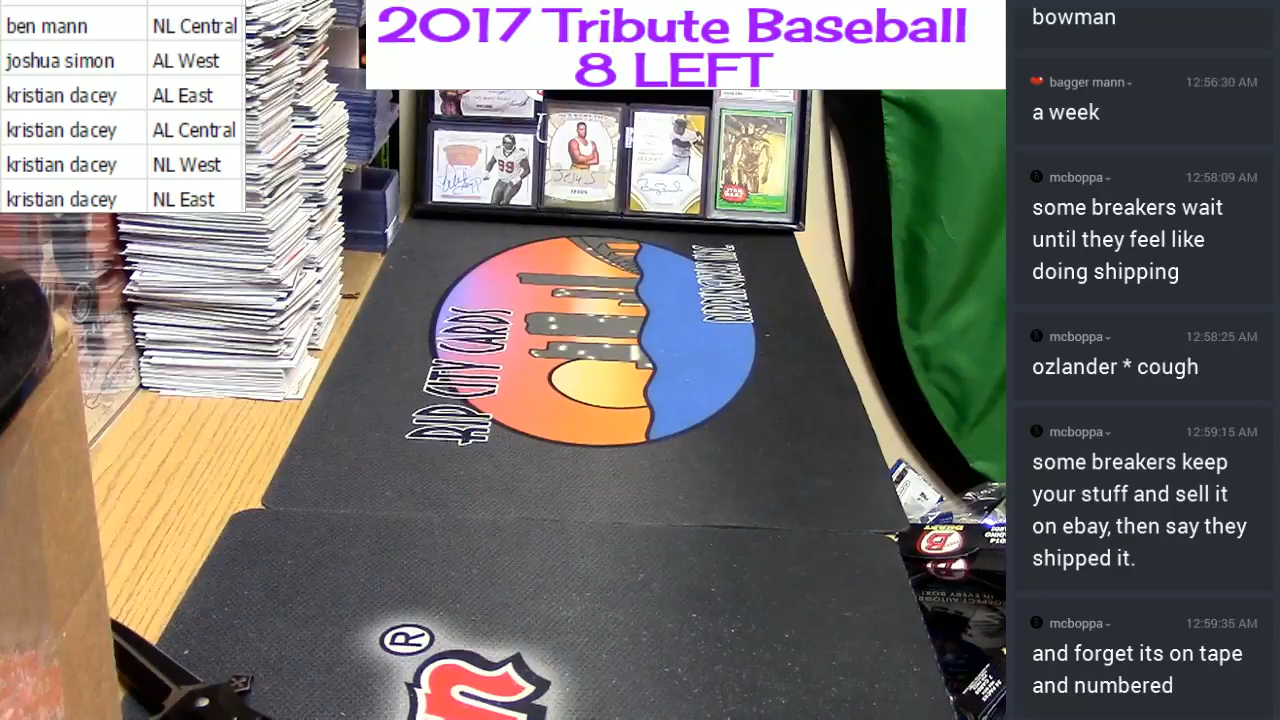 ben mann NL Central
joshua simon AL West
kristian dacey AL East
kristian dacey AL Central
kristian dacey NL West
kristian dacey NL East
2017 Tribute Baseball
8 LEFT
99
STAR
WARS
RIP CITY CARDS
bowman
bagger mann 12:56:30 AM
a week
mcboppa 12:58:09 AM
some breakers wait
until they feel like
doing shipping
mcboppa 12:58:25 AM
ozlander * cough
mcboppa 12:59:15 AM
some breakers keep
your stuff and sell it
on ebay, then say they
shipped it.
mcboppa 12:59:35 AM
and forget its on tape
and numbered